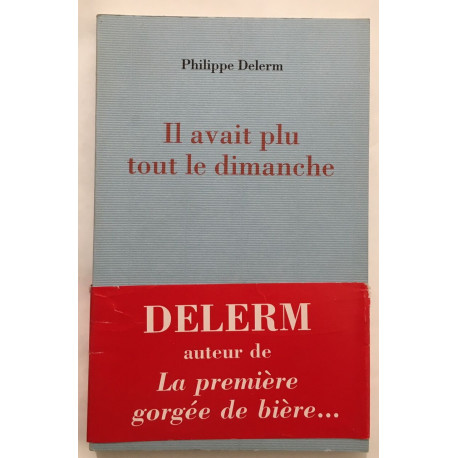 Philippe Delerm
Il avait plu
tout le dimanche
DELERM
auteur de
La première
gorgée de bière...